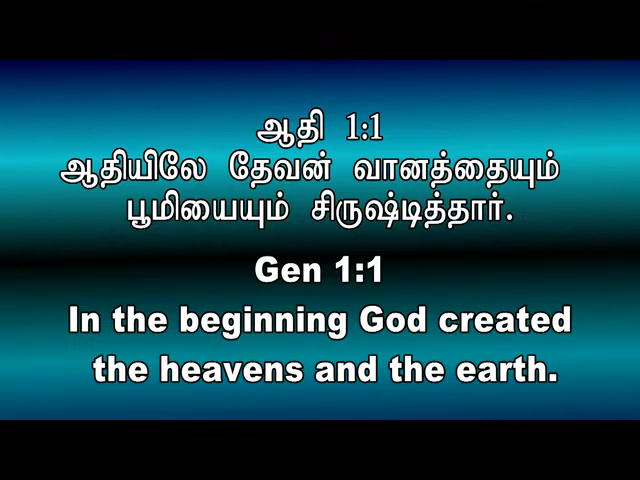 ஆதி 1:1
ஆதியிலே தேவன் வானத்தையும்
பூமியையும் சிருஷ்டித்தார்.
Gen 1:1
In the beginning God created
the heavens and the earth.